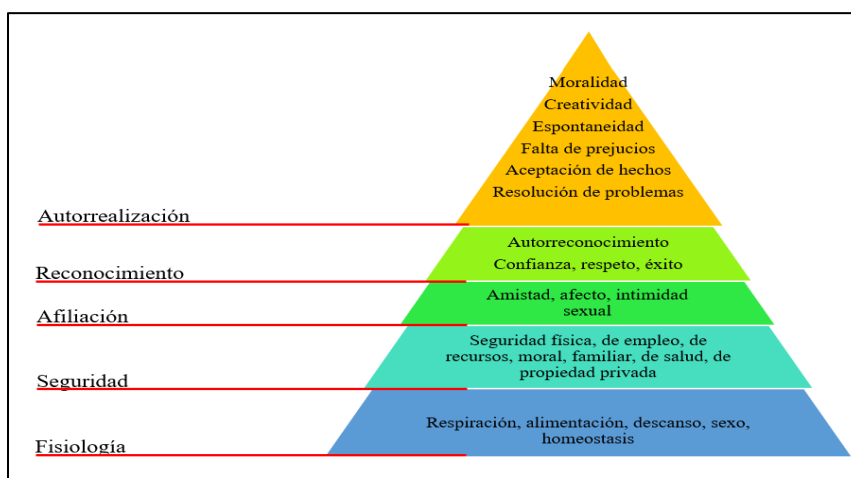 Moralidad
Creatividad
Espontaneidad
Falta de prejucios
Aceptación de hechos
Resolución de problemas
Autorrealización
Autorreconocimiento
Confianza, respeto, éxito
Reconocimiento
Amistad, afecto, intimidad
sexual
Afiliación
Seguridad física, de empleo, de
recursos, moral, familiar, de salud, de
propiedad privada
Seguridad
Respiración, alimentación, descanso, sexo,
homeostasis
Fisiología